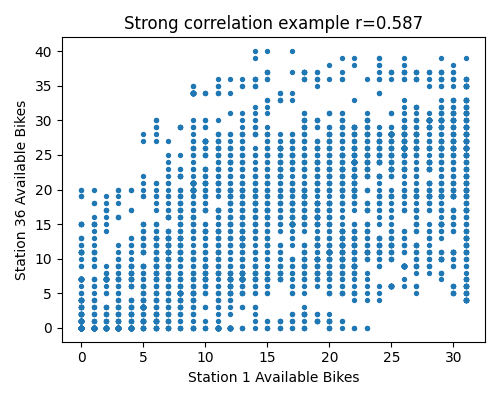 Strong correlation example r=0.587
Station 36 Available Bikes
40
35
30
25
20
15
10
5
0
0 5 10 15 20 25 30
Station 1 Available Bikes